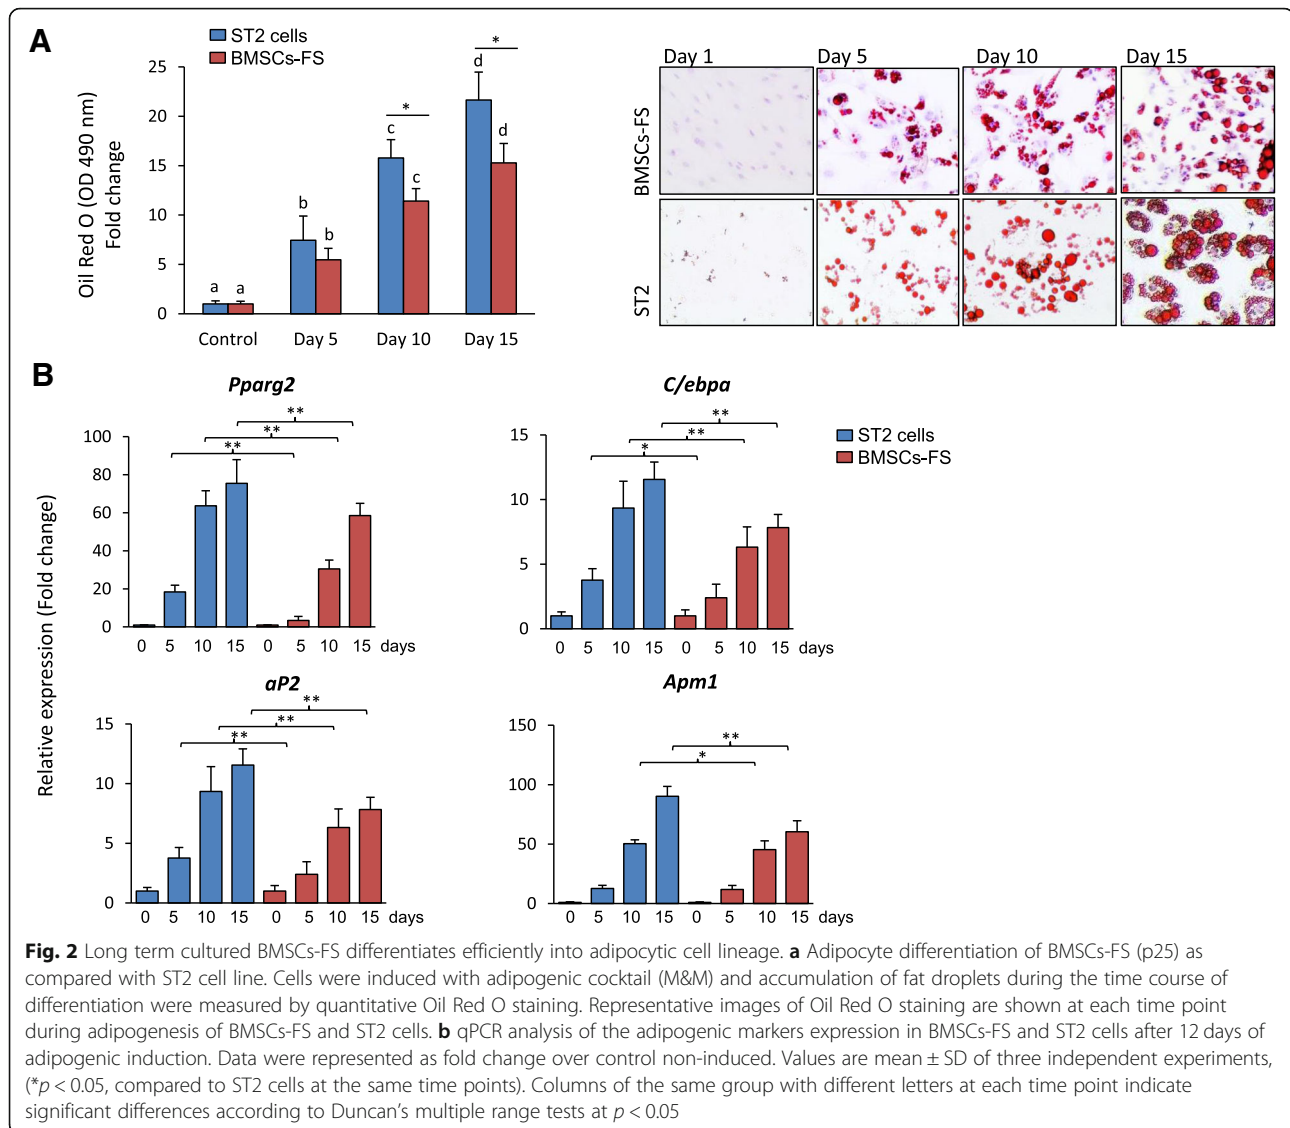 A
ST2 cells
BMSCs-FS
Oil Red O (OD 490 nm)
Fold change
25
20
15
10
5
0
a
a
b
b
c
c
*
d
d
*
Control
Day 5
Day 10
Day 15
Day 1
Day 5
Day 10
Day 15
BMSCs-FS
ST2
B
Relative expression (Fold change)
Pparg2
100
80
60
40
20
0
**
**
**
0 5 10 15 0 5 10 15 days
C/ebpa
15
10
5
0
**
**
*
0 5 10 15 0 5 10 15 days
ST2 cells
BMSCs-FS
aP2
15
10
5
0
**
**
**
0 5 10 15 0 5 10 15 days
Apm1
150
100
50
0
**
*
0 5 10 15 0 5 10 15 days
Fig. 2 Long term cultured BMSCs-FS differentiates efficiently into adipocytic cell lineage. a Adipocyte differentiation of BMSCs-FS (p25) as
compared with ST2 cell line. Cells were induced with adipogenic cocktail (M&M) and accumulation of fat droplets during the time course of
differentiation were measured by quantitative Oil Red O staining. Representative images of Oil Red O staining are shown at each time point
during adipogenesis of BMSCs-FS and ST2 cells. b qPCR analysis of the adipogenic markers expression in BMSCs-FS and ST2 cells after 12 days of
adipogenic induction. Data were represented as fold change over control non-induced. Values are mean ± SD of three independent experiments,
(*p < 0.05, compared to ST2 cells at the same time points). Columns of the same group with different letters at each time point indicate
significant differences according to Duncan's multiple range tests at p < 0.05